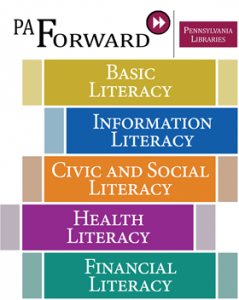 PA FORWARD
PENNSYLVANIA
LIBRARIES
BASIC
LITERACY
INFORMATION
LITERACY
CIVIC AND SOCIAL
LITERACY
HEALTH
LITERACY
FINANCIAL
LITERACY